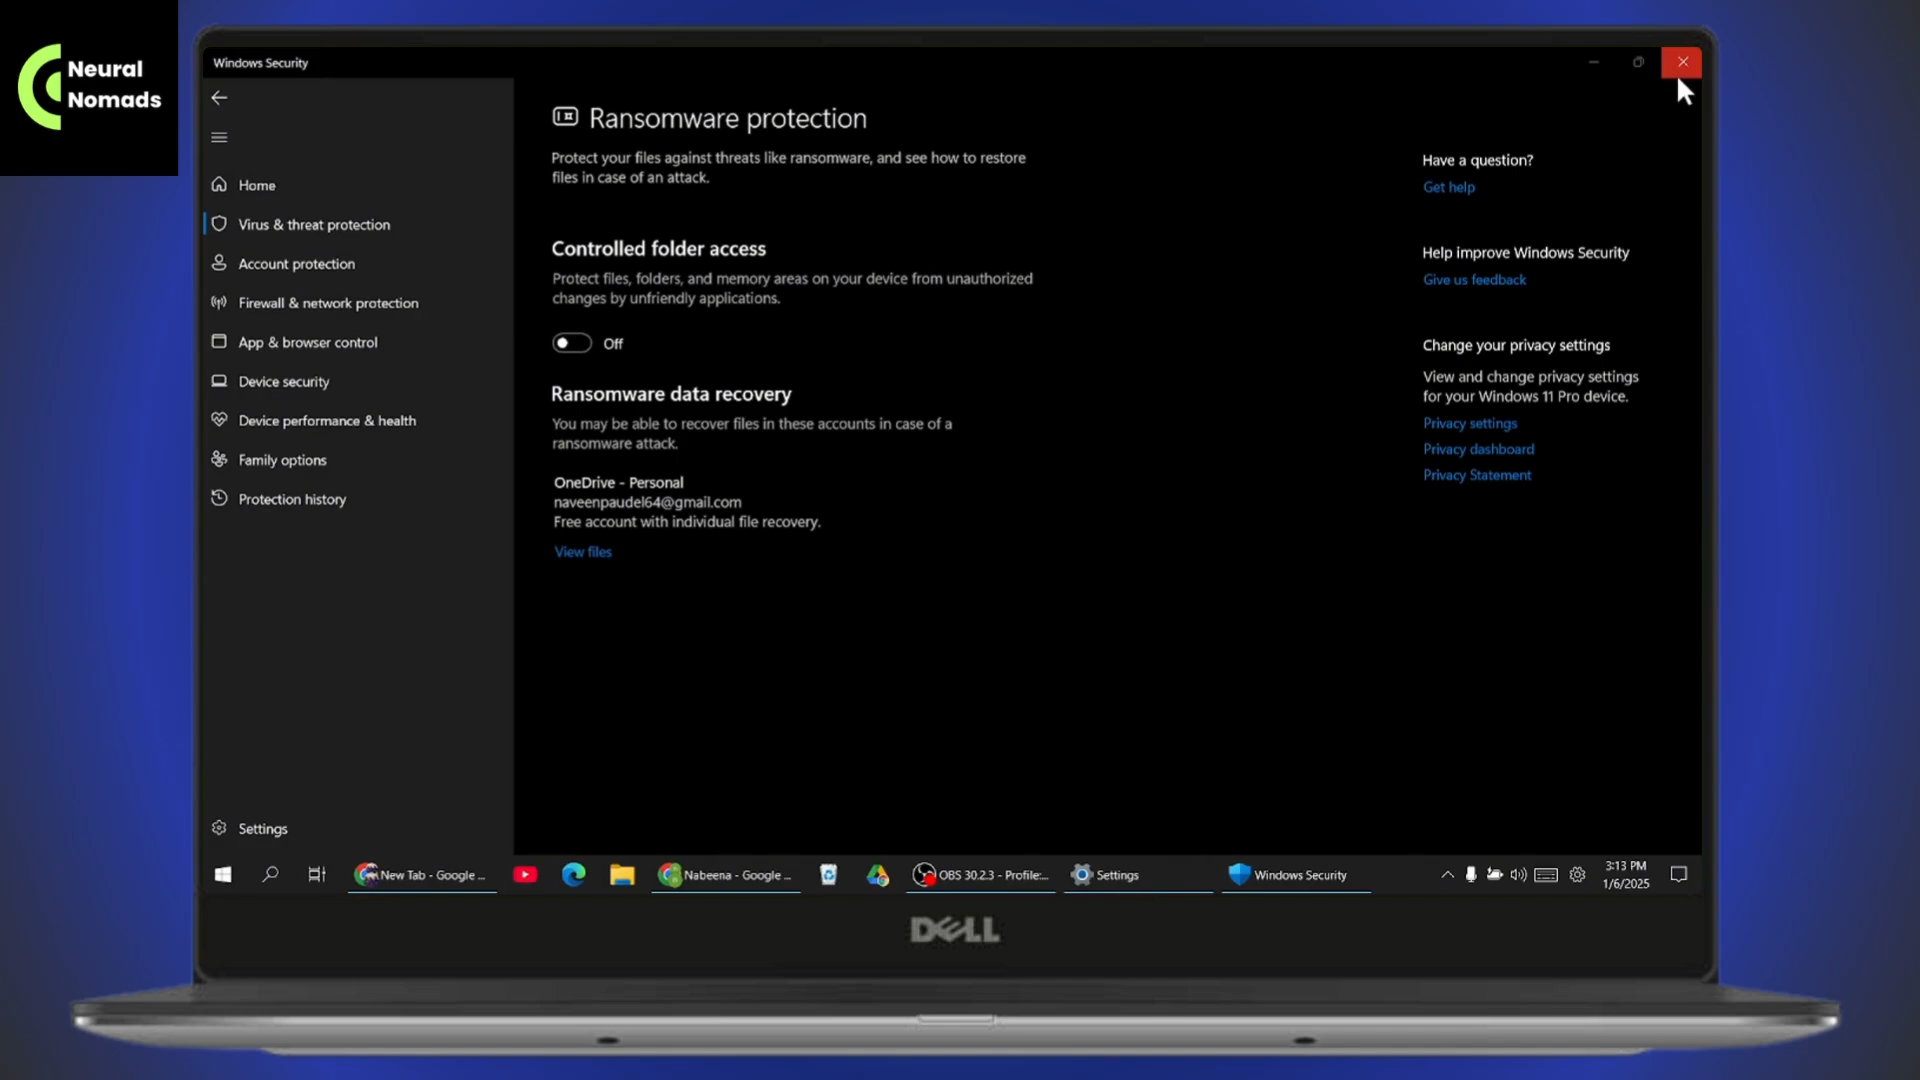 Neural
Nomads
Windows Security
Home
Virus & threat protection
Account protection
Firewall & network protection
App & browser control
Device security
Device performance & health
Family options
Protection history
Settings
Ransomware protection
Protect your files against threats like ransomware, and see how to restore
files in case of an attack.
Controlled folder access
Protect files, folders, and memory areas on your device from unauthorized
changes by unfriendly applications.
Off
Ransomware data recovery
You may be able to recover files in these accounts in case of a
ransomware attack.
OneDrive - Personal
naveenpaudel64@gmail.com
Free account with individual file recovery.
View files
Have a question?
Get help
Help improve Windows Security
Give us feedback
Change your privacy settings
View and change privacy settings
for your Windows 11 Pro device.
Privacy settings
Privacy dashboard
Privacy Statement
New Tab - Google ...
Nabeena - Google ...
OBS 30.2.3 - Profile:...
Settings
Windows Security
3:13 PM
1/6/2025
DELL